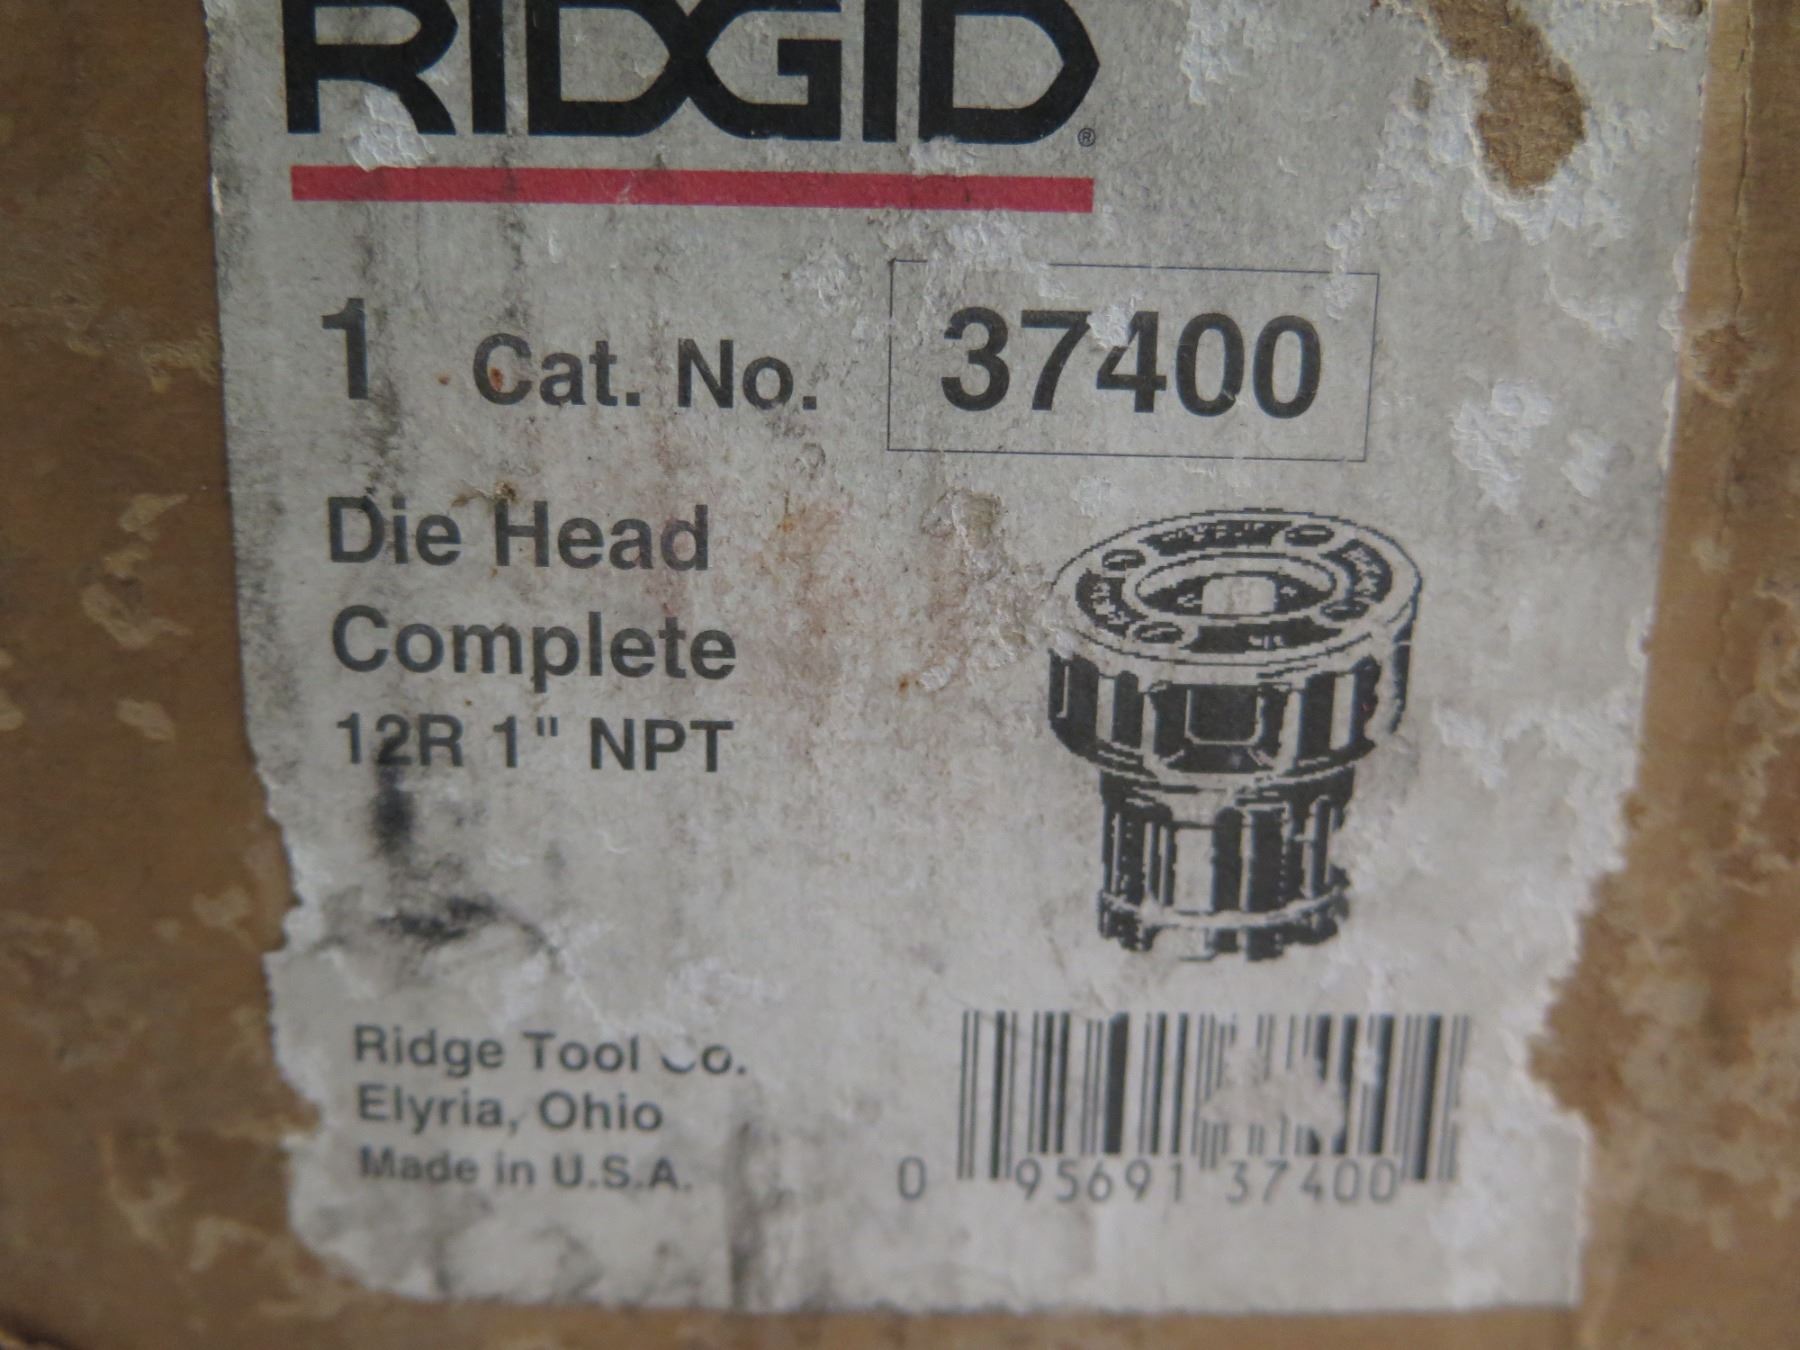 RIDGID®
1 Cat. No. 37400
Die Head
Complete
12R 1" NPT
Ridge Tool Co.
Elyria, Ohio
Made in U.S.A.
0 95691 37400